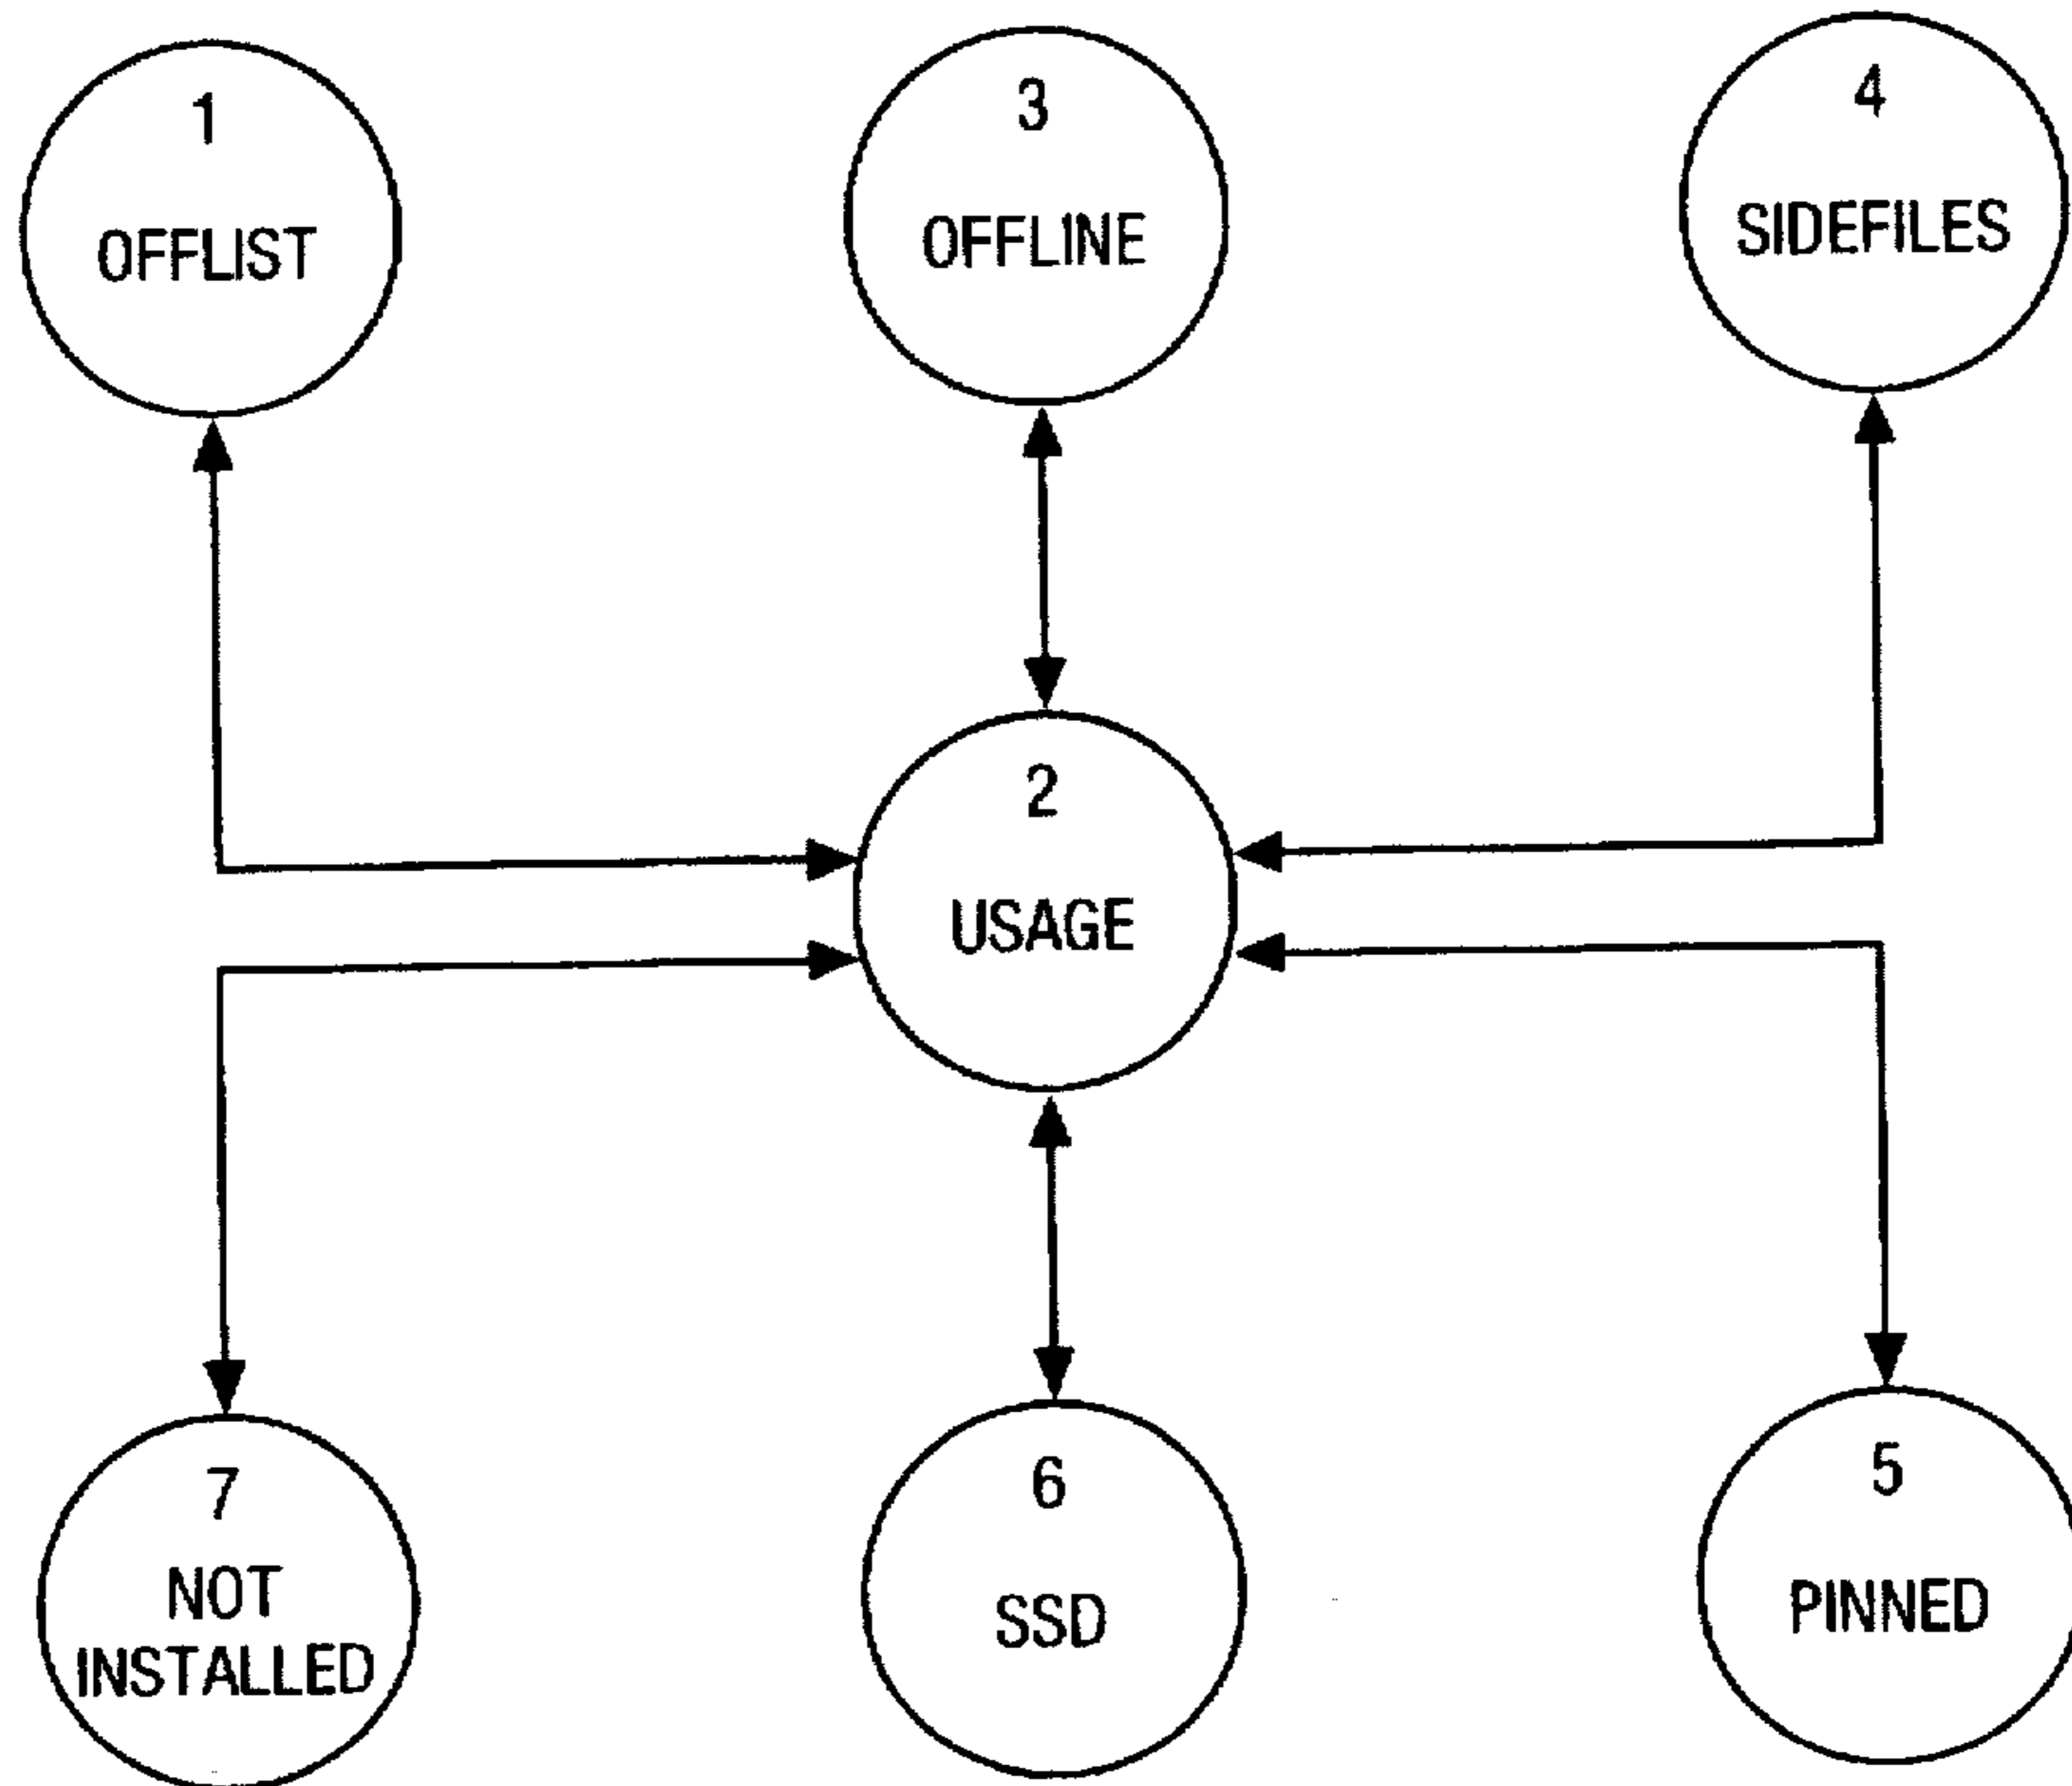 1
OFFLIST
3
OFFLINE
4
SIDEFILES
2
USAGE
7
NOT
INSTALLED
6
SSD
5
PINNED